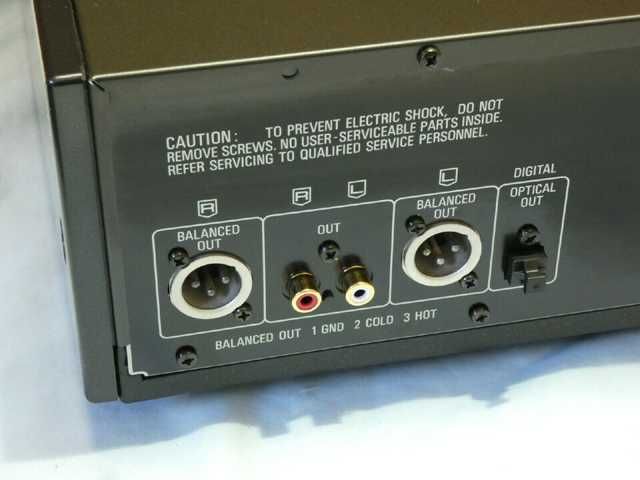 CAUTION: TO PREVENT ELECTRIC SHOCK, DO NOT
REMOVE SCREWS. NO USER-SERVICEABLE PARTS INSIDE.
REFER SERVICING TO QUALIFIED SERVICE PERSONNEL.
R
BALANCED
OUT
R L
OUT
L
BALANCED
OUT
DIGITAL
OPTICAL
OUT
BALANCED OUT 1 GND 2 COLD 3 HOT